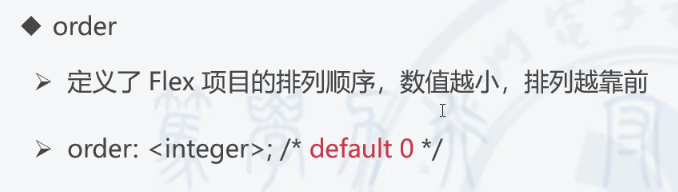 ◆ order
➢ 定义了 Flex 项目的排列顺序，数值越小，排列越靠前
➢ order: <integer>; /* default 0 */